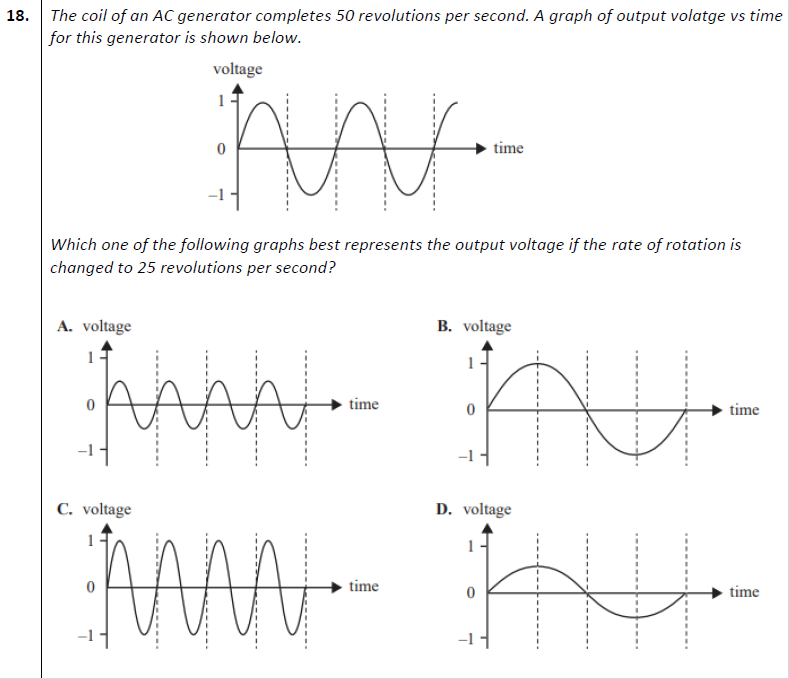 18. The coil of an AC generator completes 50 revolutions per second. A graph of output volatge vs time
for this generator is shown below.
voltage
1
0
time
−1
Which one of the following graphs best represents the output voltage if the rate of rotation is
changed to 25 revolutions per second?
A. voltage
1
0
time
−1
B. voltage
1
0
time
−1
C. voltage
1
0
time
−1
D. voltage
1
0
time
−1